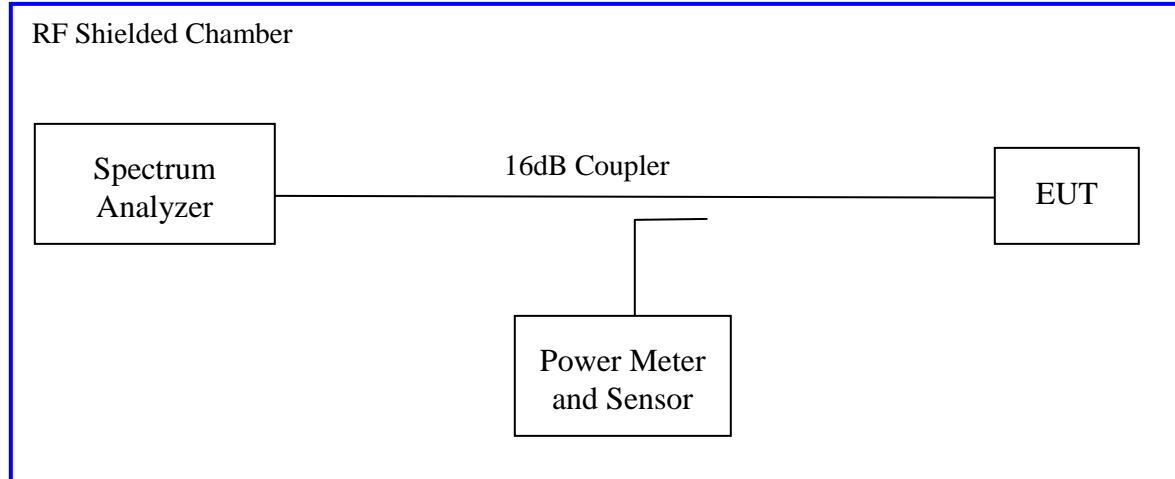 RF Shielded Chamber
Spectrum
Analyzer
16dB Coupler
EUT
Power Meter
and Sensor